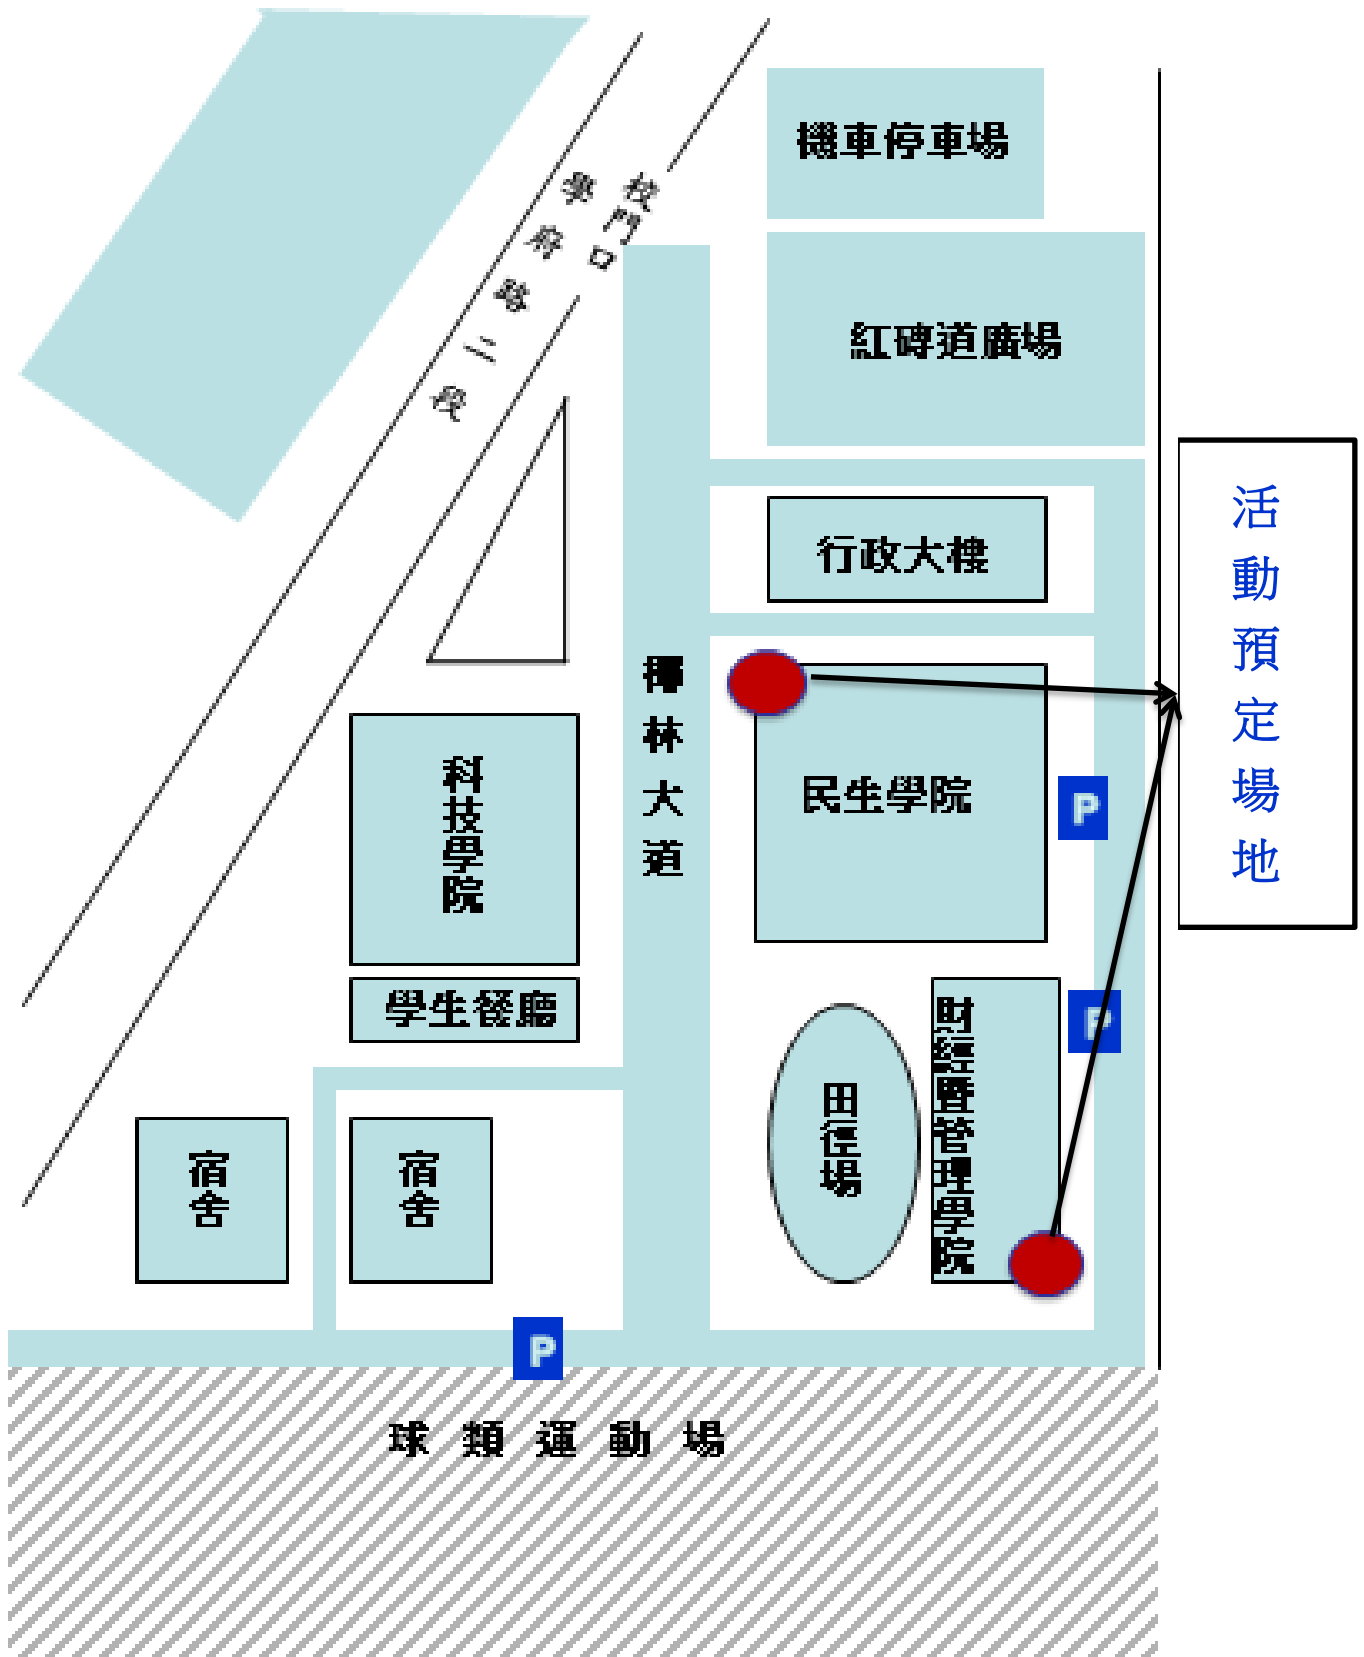 機車停車場
校門口
學府路二段
紅磚道廣場
活動預定場地
行政大樓
椰林大道
科技學院
民生學院
P
學生餐廳
財經暨管理學院
P
田徑場
宿舍
宿舍
P
球類運動場